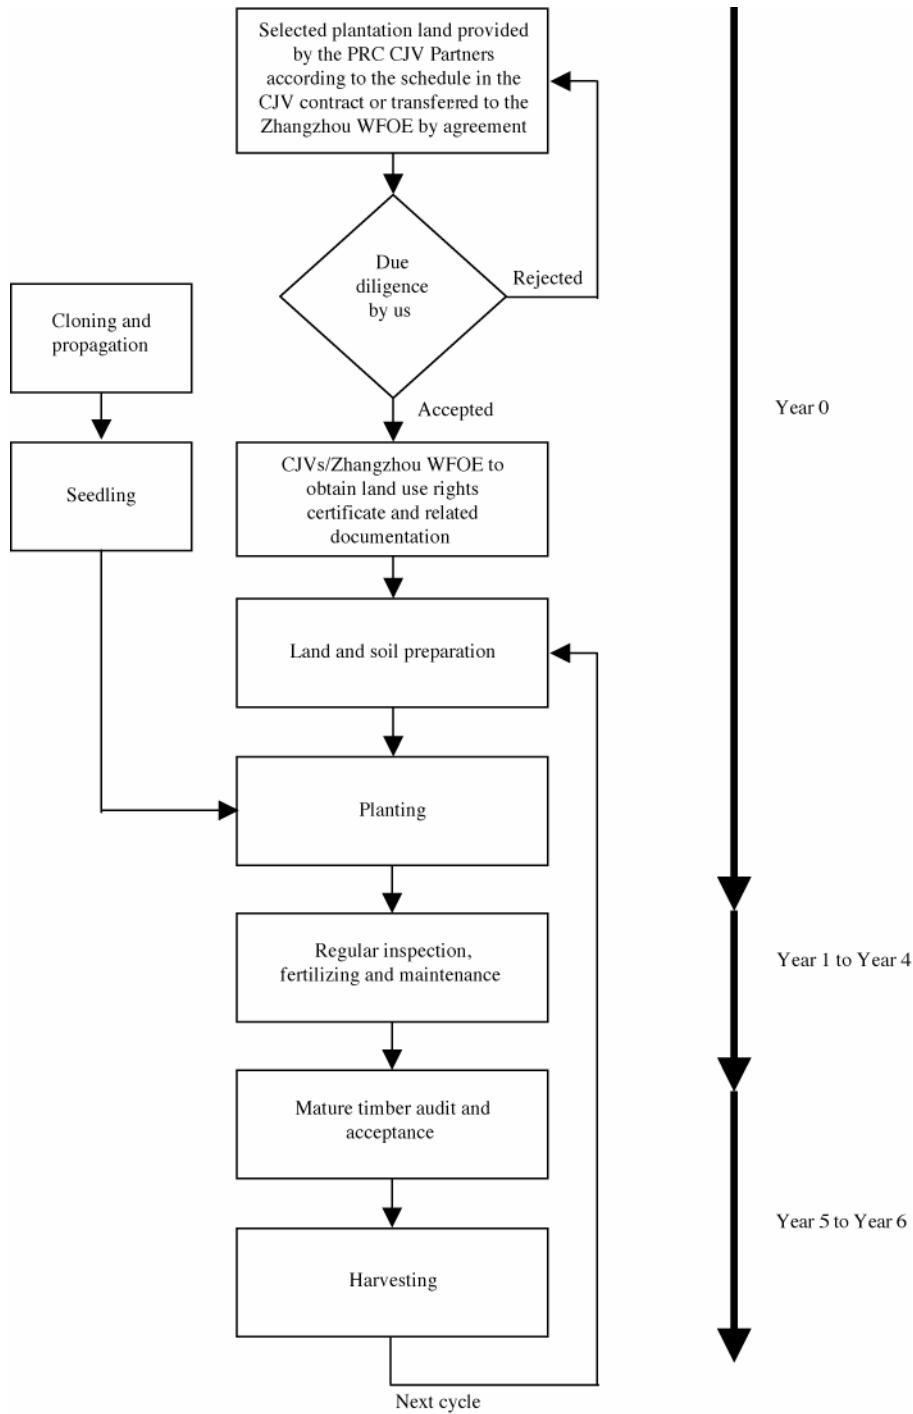 Selected plantation land provided
by the PRC CJV Partners
according to the schedule in the
CJV contract or transferred to the
Zhangzhou WFOE by agreement
Due
diligence
by us
Rejected
Cloning and
propagation
Accepted
Year 0
Seedling
CJVs/Zhangzhou WFOE to
obtain land use rights
certificate and related
documentation
Land and soil preparation
Planting
Regular inspection,
fertilizing and maintenance
Year 1 to Year 4
Mature timber audit and
acceptance
Year 5 to Year 6
Harvesting
Next cycle